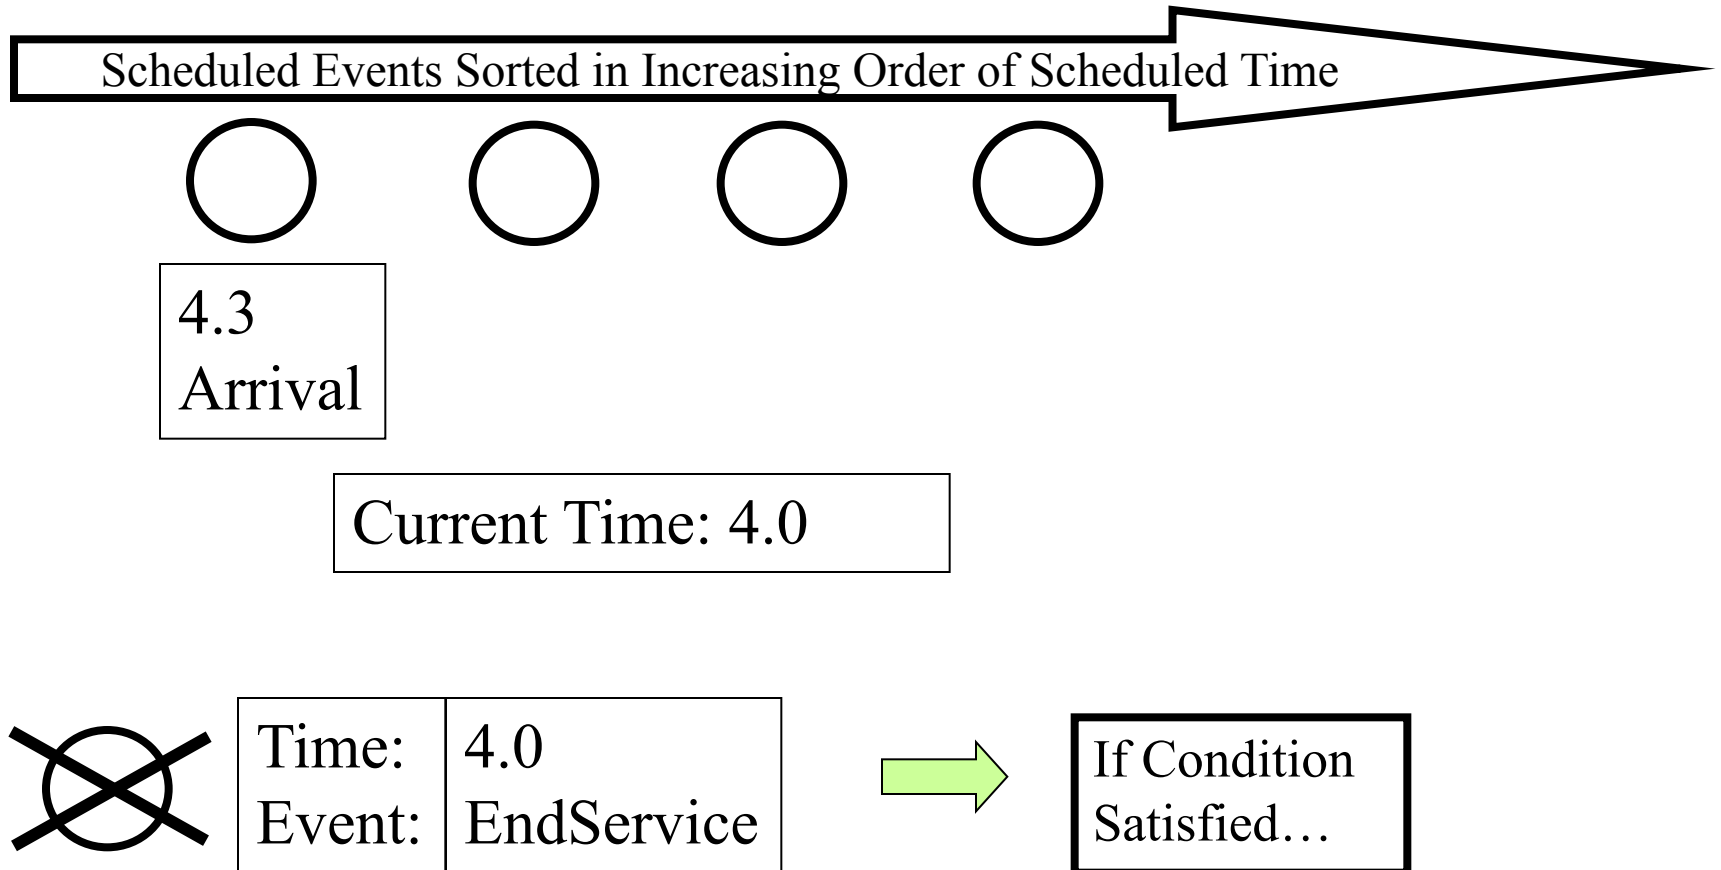 Scheduled Events Sorted in Increasing Order of Scheduled Time
4.3
Arrival
Current Time: 4.0
Time: 4.0
Event: EndService
If Condition
Satisfied…